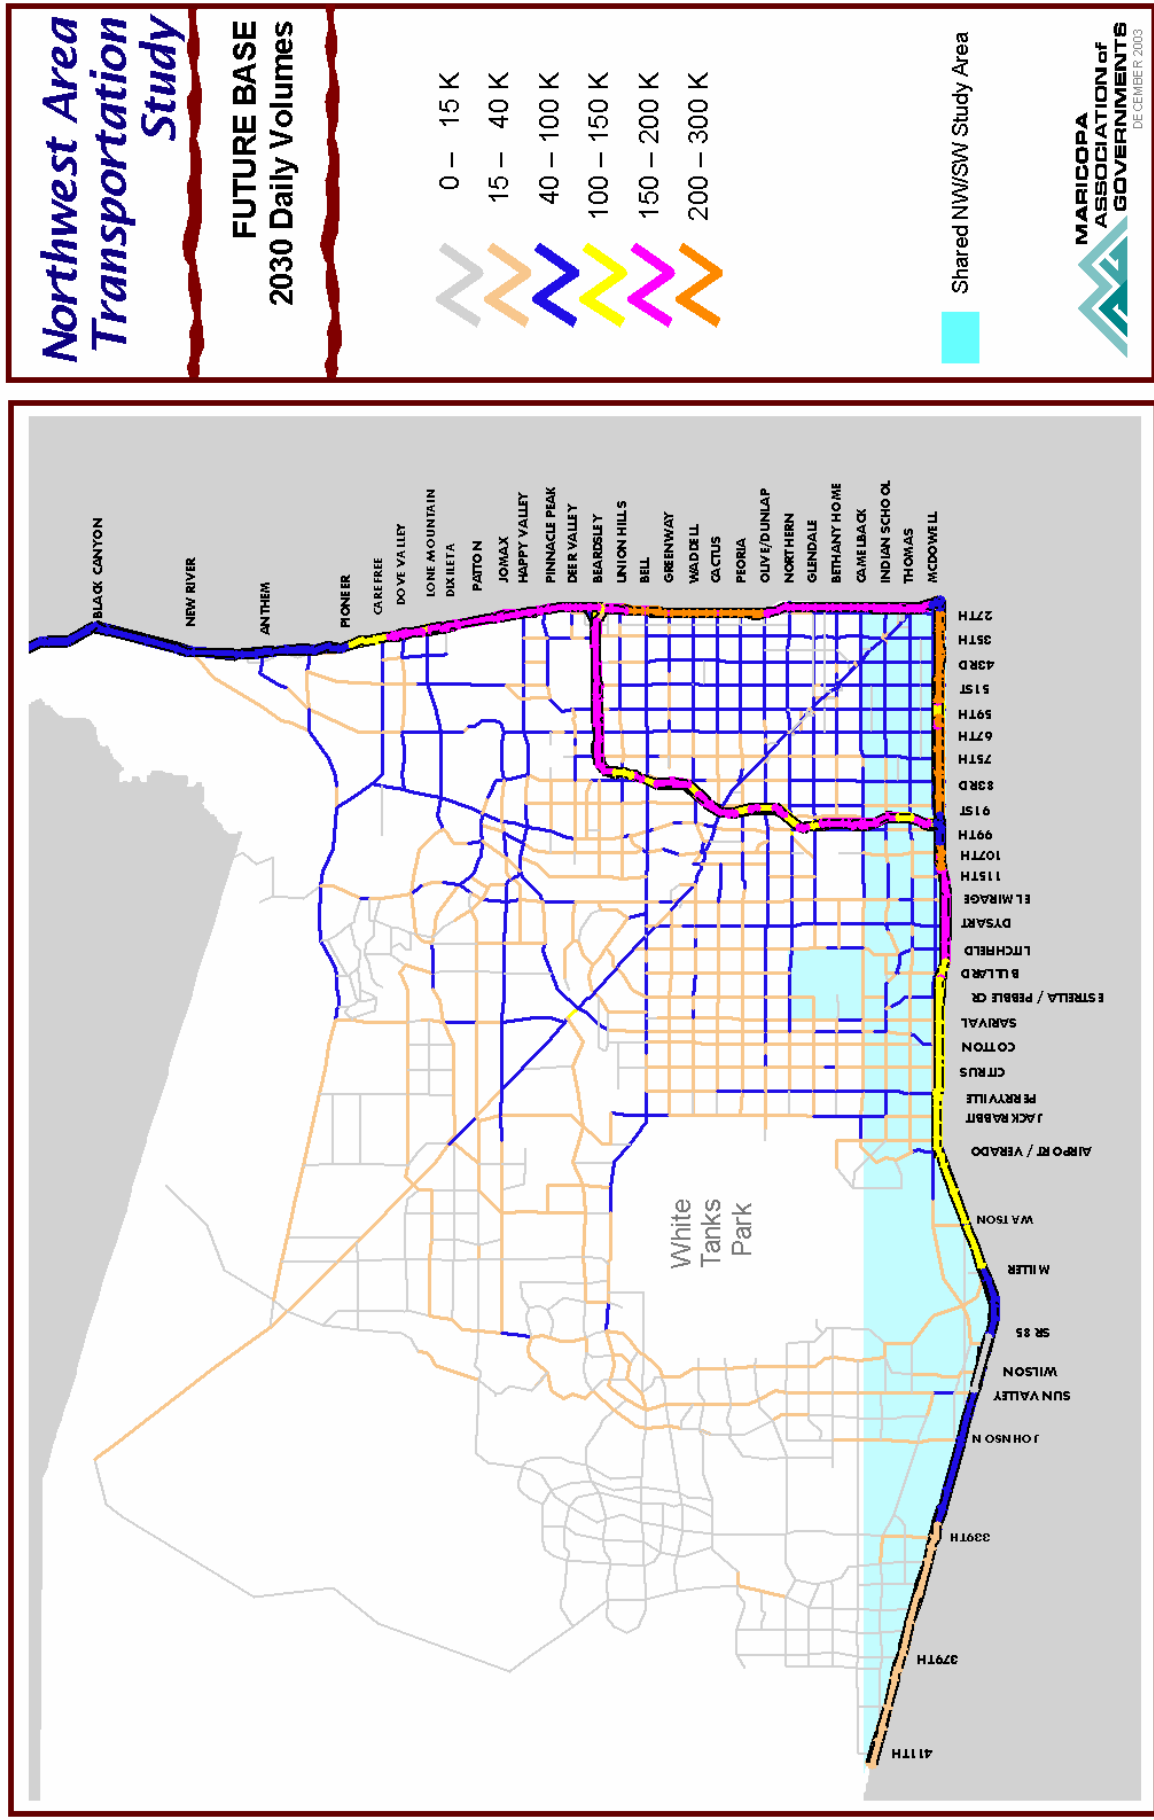 Northwest Area
Transportation
Study
FUTURE BASE
2030 Daily Volumes
0 – 15 K
15 – 40 K
40 – 100 K
100 – 150 K
150 – 200 K
200 – 300 K
Shared NW/SW Study Area
MARICOPA
ASSOCIATION of
GOVERNMENTS
DECEMBER 2003
BLACK CANYON
NEW RIVER
ANTHEM
PIONEER
CAREFREE
DOVE VALLEY
LONE MOUNTAIN
DIXILETA
PATTON
JOMAX
HAPPY VALLEY
PINNACLE PEAK
DEER VALLEY
BEARDSLEY
UNION HILLS
BELL
GREENWAY
WADDELL
CACTUS
PEORIA
OLIVE/DUNLAP
NORTHERN
GLENDALE
BETHANY HOME
CAMELBACK
INDIAN SCHOOL
THOMAS
MCDOWELL
27TH
35TH
43RD
51ST
59TH
67TH
75TH
83RD
91ST
99TH
107TH
115TH
EL MIRAGE
DYSART
LITCHFIELD
BULLARD
ESTRELLA / PEBBLE CR
SARIVAL
COTTON
CITRUS
PERRYVILLE
JACKRABBIT
AIRPORT / VERADO
WATSON
MILLER
SR 85
WILSON
SUN VALLEY
JOHNSON
339TH
379TH
411TH
White
Tanks
Park